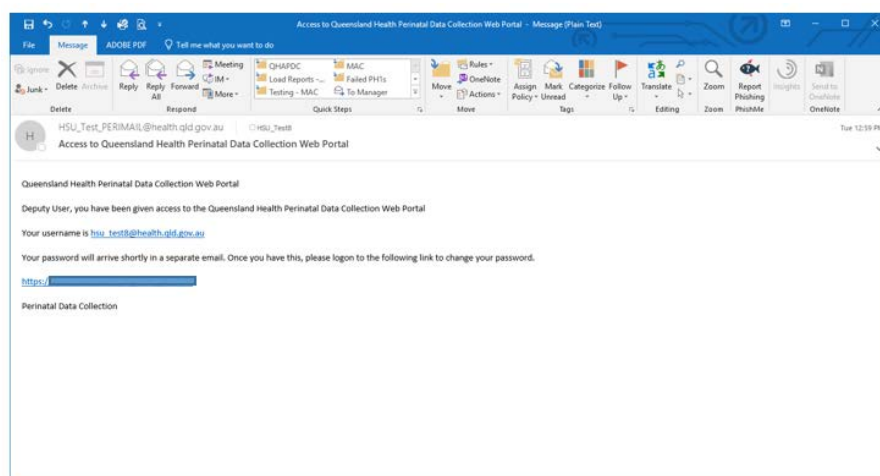 Access to Queensland Health Perinatal Data Collection Web Portal - Message (Plain Text)
File Message ADOBE PDF Tell me what you want to do
Ignore
Junk
Delete
Archive
Reply
Reply All
Forward
Meeting
IM
More
QHAPDC
Load Reports -...
Testing - MAC
MAC
Failed PHIs
To Manager
Move
Rules
OneNote
Actions
Assign Policy
Mark Unread
Categorize
Follow Up
Translate
Zoom
Report Phishing
Insights
Send to OneNote
Delete Respond Quick Steps Move Tags Editing Zoom PhishMe OneNote
H
HSU_Test_PERIMAIL@health.qld.gov.au HSU_Test8 Tue 12:59 PM
Access to Queensland Health Perinatal Data Collection Web Portal
Queensland Health Perinatal Data Collection Web Portal
Deputy User, you have been given access to the Queensland Health Perinatal Data Collection Web Portal
Your username is hsu_test8@health.qld.gov.au
Your password will arrive shortly in a separate email. Once you have this, please logon to the following link to change your password.
https:/
Perinatal Data Collection